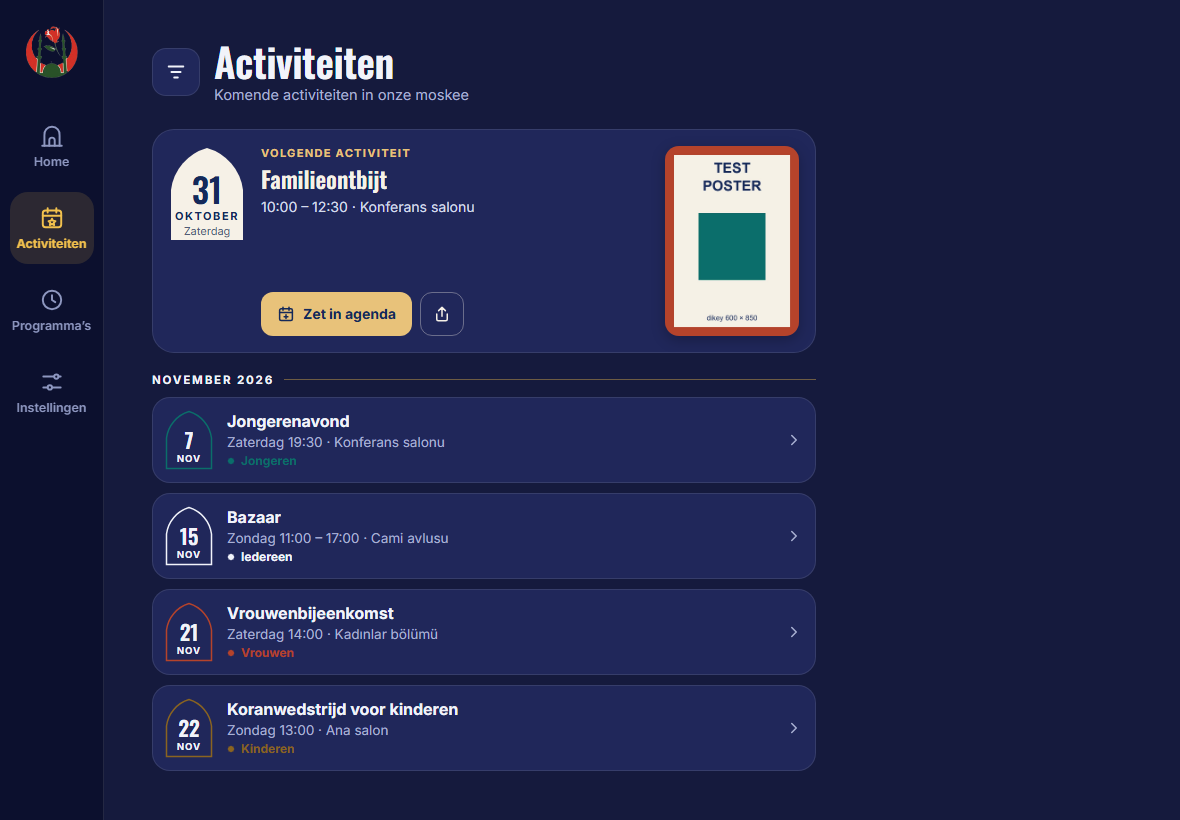 Activiteiten
Komende activiteiten in onze moskee
Home
Activiteiten
Programma's
Instellingen
31
OKTOBER
Zaterdag
VOLGENDE ACTIVITEIT
Familieontbijt
10:00 – 12:30 · Konferans salonu
Zet in agenda
TEST
POSTER
dikey 600 × 850
NOVEMBER 2026
7
NOV
Jongerenavond
Zaterdag 19:30 · Konferans salonu
Jongeren
15
NOV
Bazaar
Zondag 11:00 – 17:00 · Cami avlusu
Iedereen
21
NOV
Vrouwenbijeenkomst
Zaterdag 14:00 · Kadınlar bölümü
Vrouwen
22
NOV
Koranwedstrijd voor kinderen
Zondag 13:00 · Ana salon
Kinderen